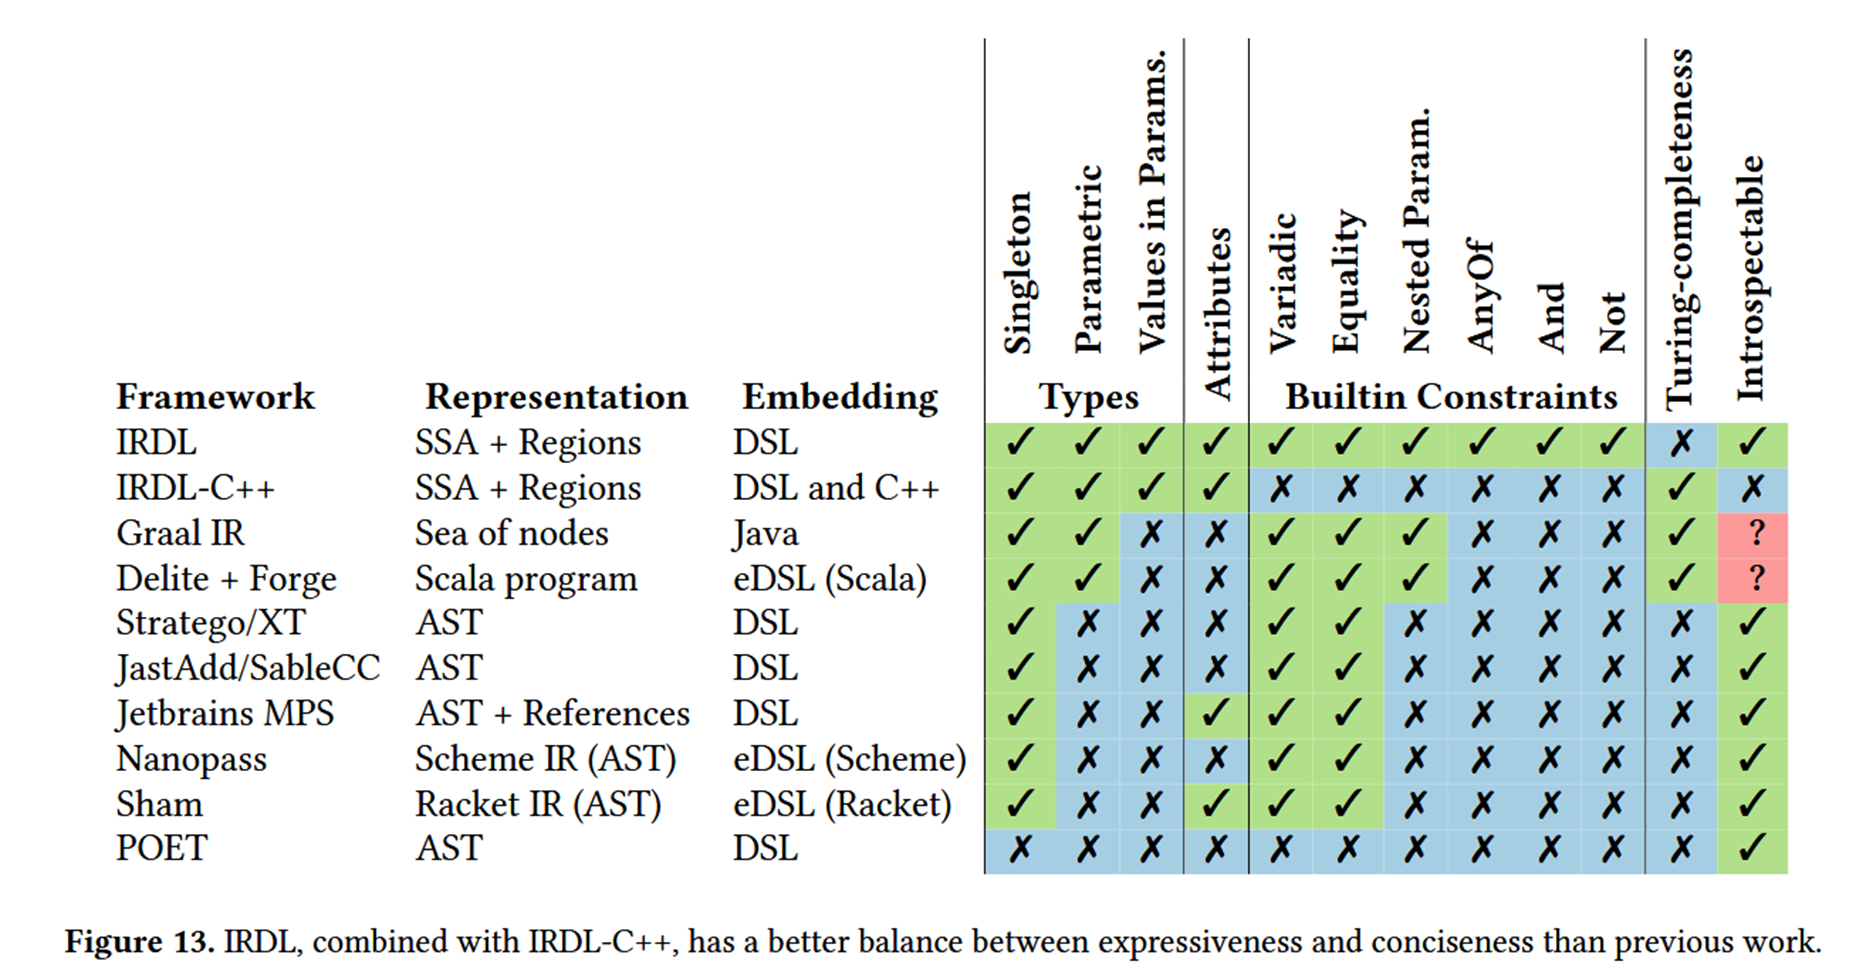 Singleton
Parametric
Values in Params.
Attributes
Variadic
Equality
Nested Param.
AnyOf
And
Not
Turing-completeness
Introspectable
Framework Representation Embedding Types Builtin Constraints
IRDL SSA + Regions DSL ✓ ✓ ✓ ✓ ✓ ✓ ✓ ✓ ✓ ✓ ✗ ✓
IRDL-C++ SSA + Regions DSL and C++ ✓ ✓ ✓ ✓ ✗ ✗ ✗ ✗ ✗ ✗ ✓ ✗
Graal IR Sea of nodes Java ✓ ✓ ✗ ✗ ✓ ✓ ✓ ✗ ✗ ✗ ✓ ?
Delite + Forge Scala program eDSL (Scala) ✓ ✓ ✗ ✗ ✓ ✓ ✓ ✗ ✗ ✗ ✓ ?
Stratego/XT AST DSL ✓ ✗ ✗ ✗ ✓ ✓ ✗ ✗ ✗ ✗ ✗ ✓
JastAdd/SableCC AST DSL ✓ ✗ ✗ ✗ ✓ ✓ ✗ ✗ ✗ ✗ ✗ ✓
Jetbrains MPS AST + References DSL ✓ ✗ ✗ ✓ ✓ ✓ ✗ ✗ ✗ ✗ ✗ ✓
Nanopass Scheme IR (AST) eDSL (Scheme) ✓ ✗ ✗ ✗ ✓ ✓ ✗ ✗ ✗ ✗ ✗ ✓
Sham Racket IR (AST) eDSL (Racket) ✓ ✗ ✗ ✓ ✓ ✓ ✗ ✗ ✗ ✗ ✗ ✓
POET AST DSL ✗ ✗ ✗ ✗ ✗ ✗ ✗ ✗ ✗ ✗ ✗ ✓
Figure 13. IRDL, combined with IRDL-C++, has a better balance between expressiveness and conciseness than previous work.